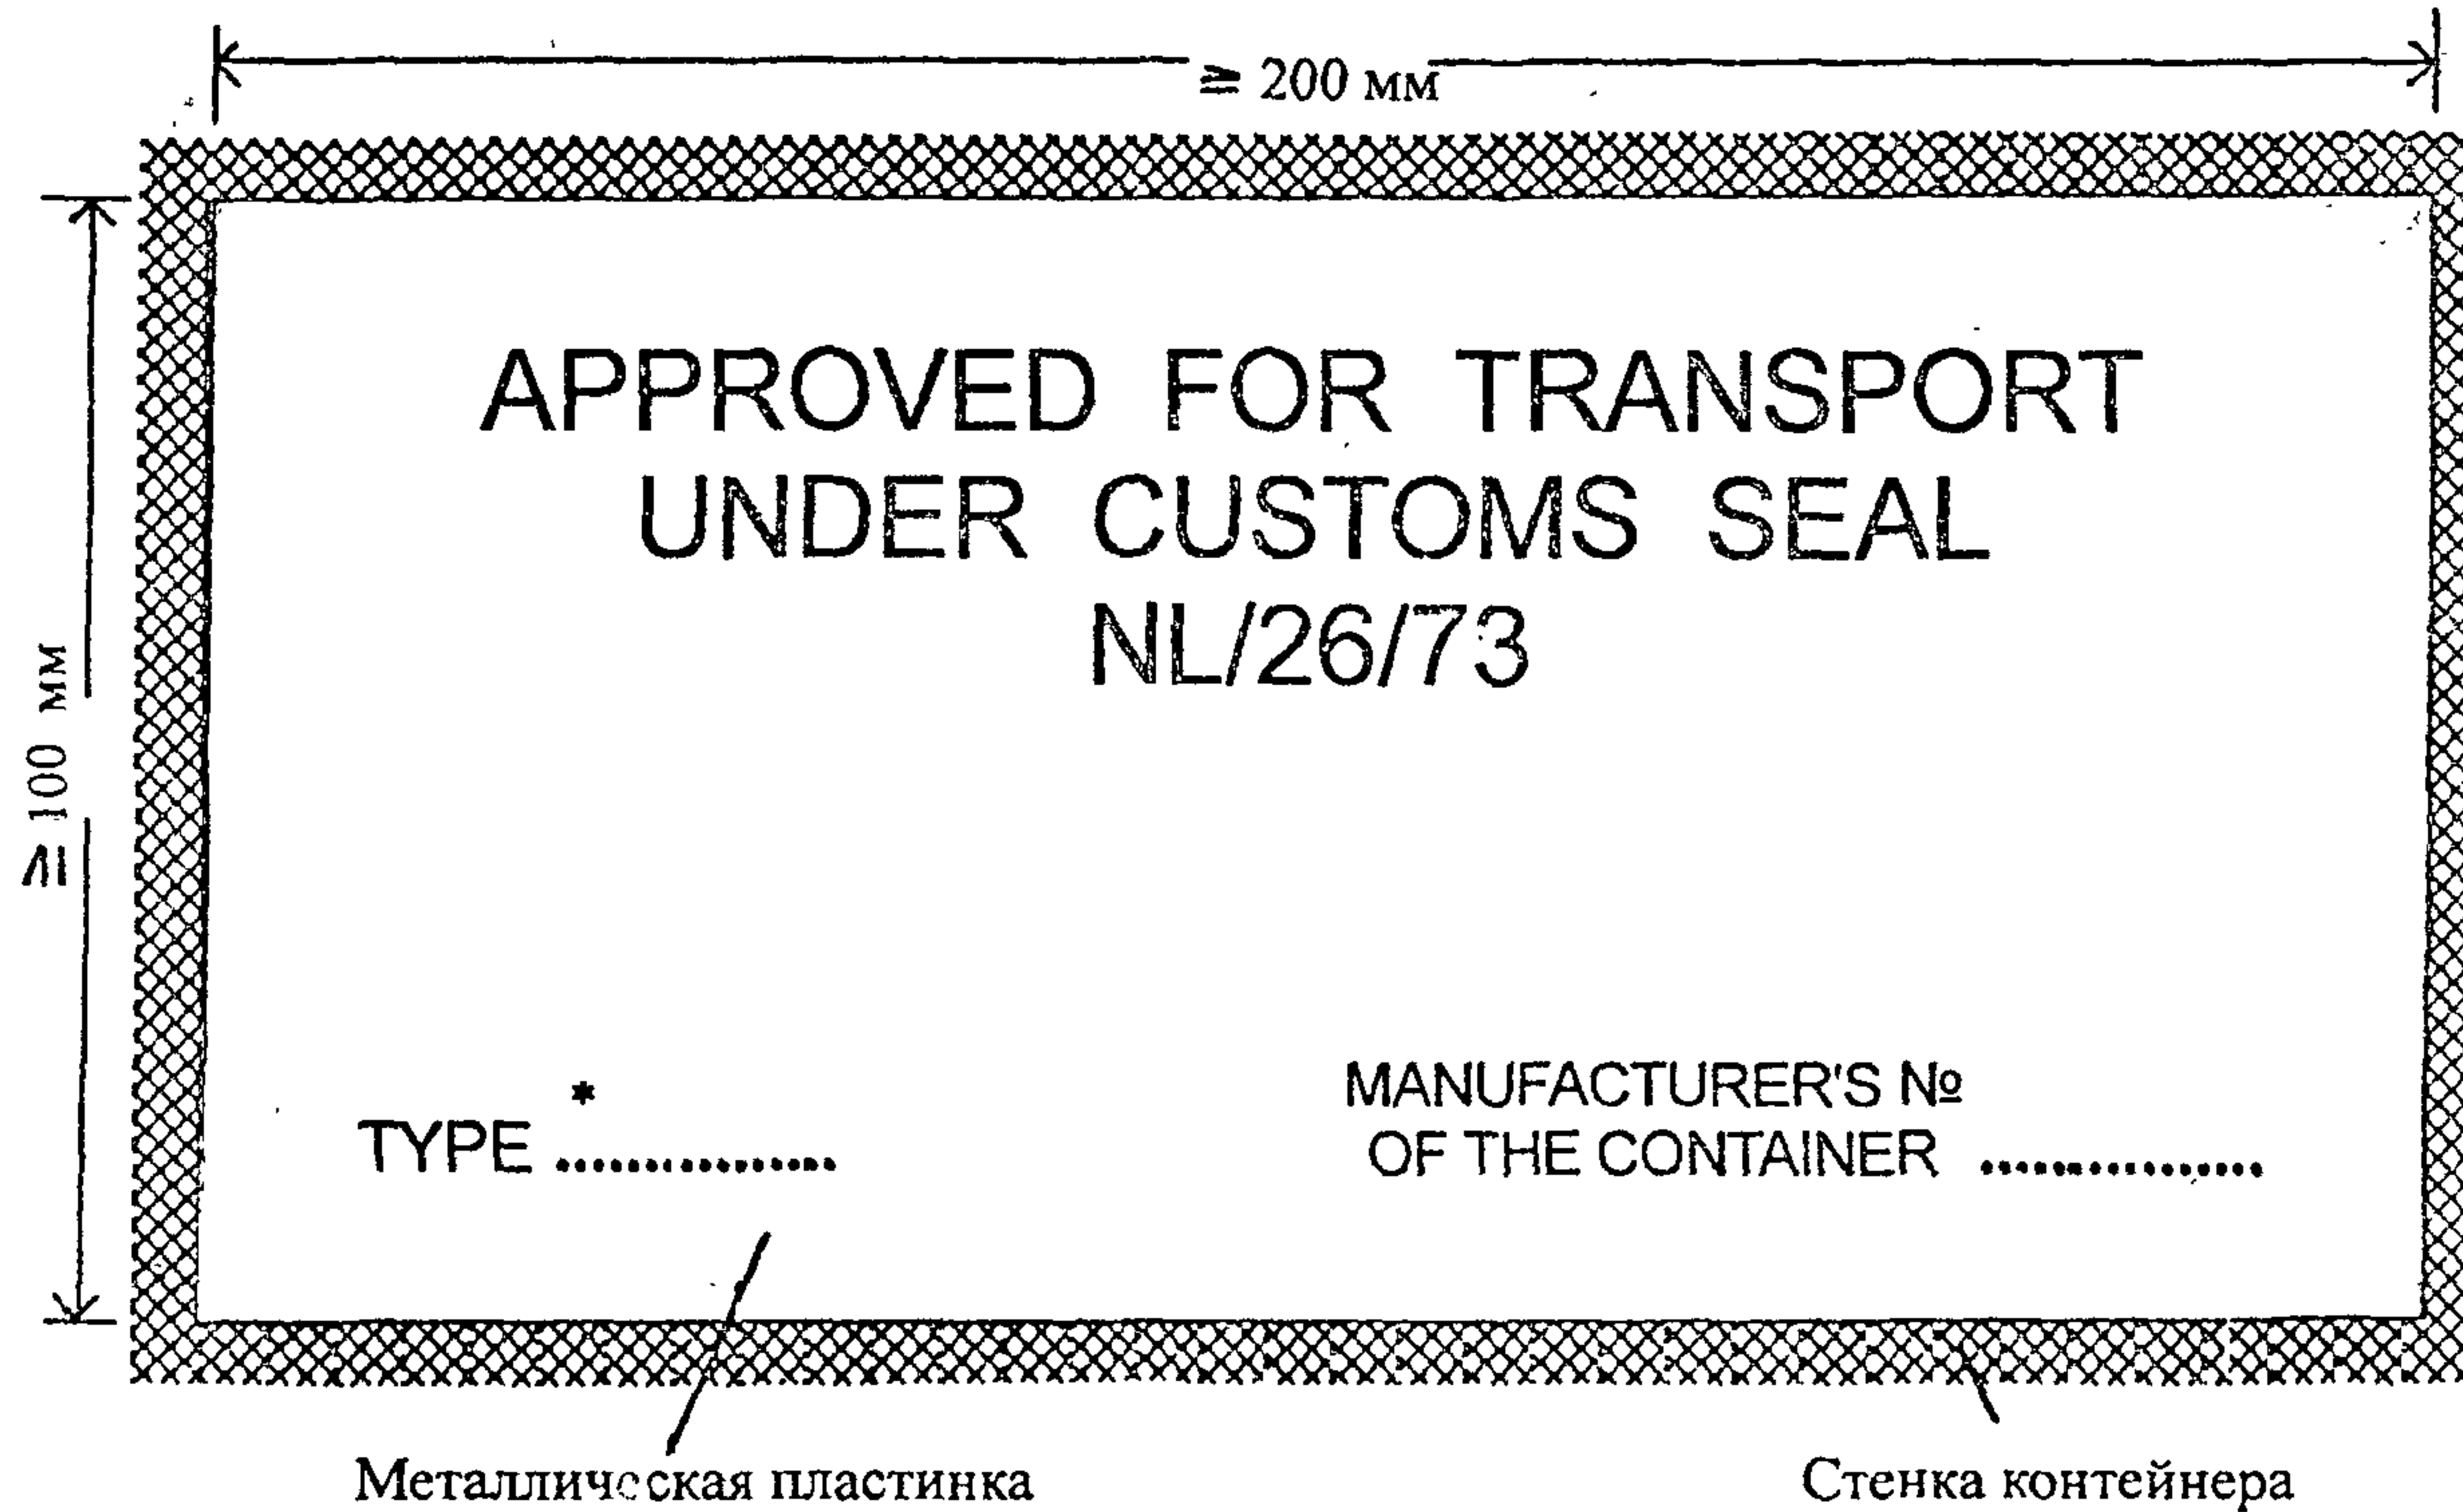 ≧ 200 мм
≧ 100 мм
APPROVED FOR TRANSPORT
UNDER CUSTOMS SEAL
NL/26/73
*
TYPE ................
MANUFACTURER'S №
OF THE CONTAINER ................
Металлическая пластинка
Стенка контейнера